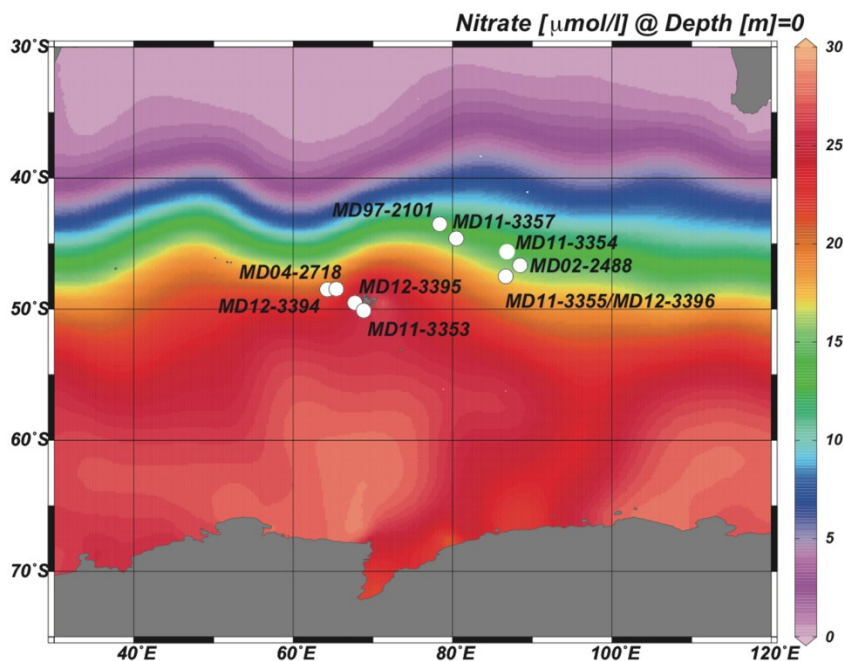 Nitrate [μmol/l] @ Depth [m]=0
30°S
40°S
50°S
60°S
70°S
MD97-2101
MD11-3357
MD11-3354
MD02-2488
MD04-2718
MD12-3395
MD12-3394
MD11-3355/MD12-3396
MD11-3353
40°E
60°E
80°E
100°E
120°E
30
25
20
15
10
5
0